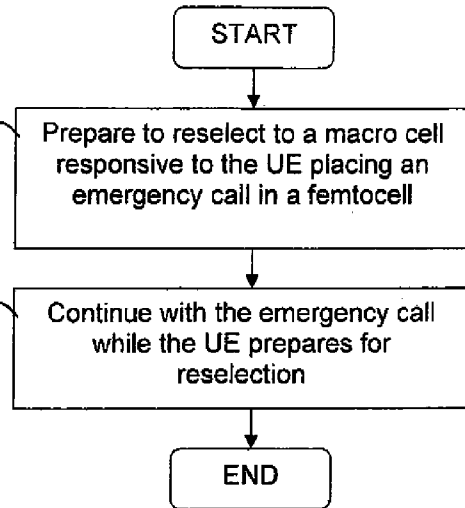 START
Prepare to reselect to a macro cell
responsive to the UE placing an
emergency call in a femtocell
Continue with the emergency call
while the UE prepares for
reselection
END